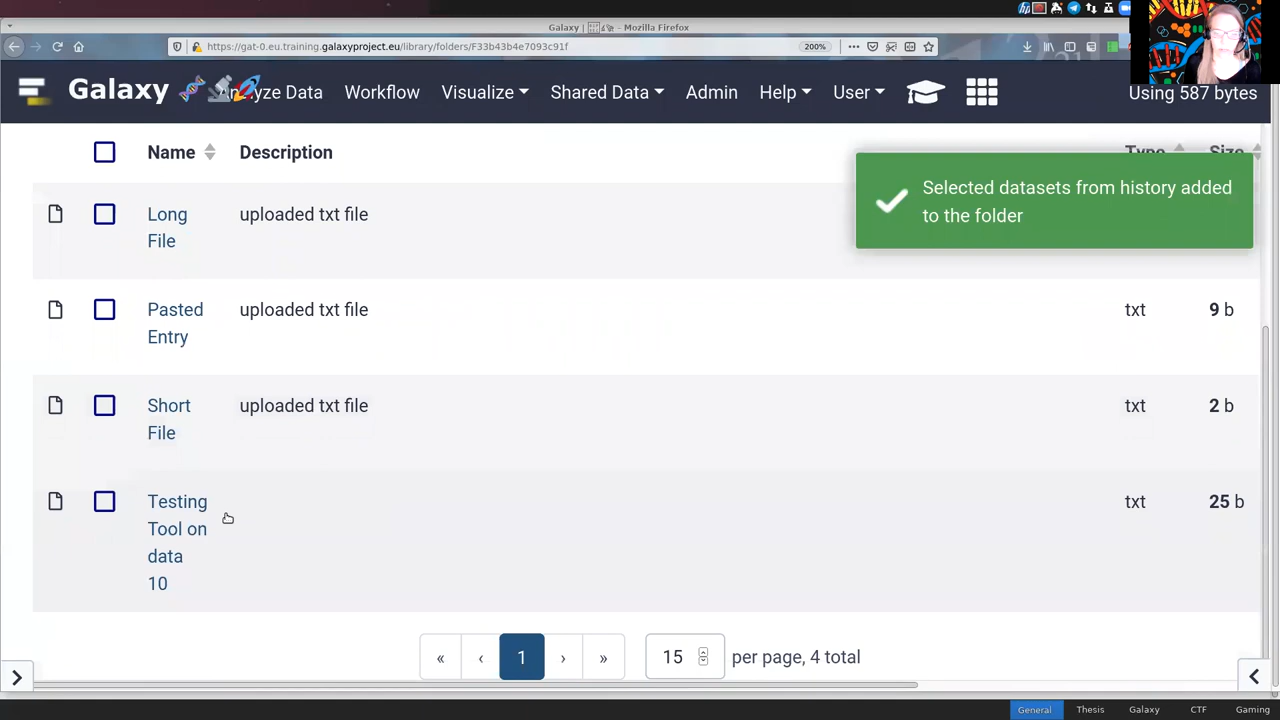 Galaxy | - Mozilla Firefox
https://gat-0.eu.training.galaxyproject.eu/library/folders/F33b43b4e7093c91f
200%
Galaxy
Analyze Data
Workflow
Visualize
Shared Data
Admin
Help
User
Using 587 bytes
Name
Description
Type
Size
Selected datasets from history added
to the folder
Long
File
uploaded txt file
Pasted
Entry
uploaded txt file
txt
9 b
Short
File
uploaded txt file
txt
2 b
Testing
Tool on
data
10
txt
25 b
«
‹
1
›
»
15
per page, 4 total
General
Thesis
Galaxy
CTF
Gaming